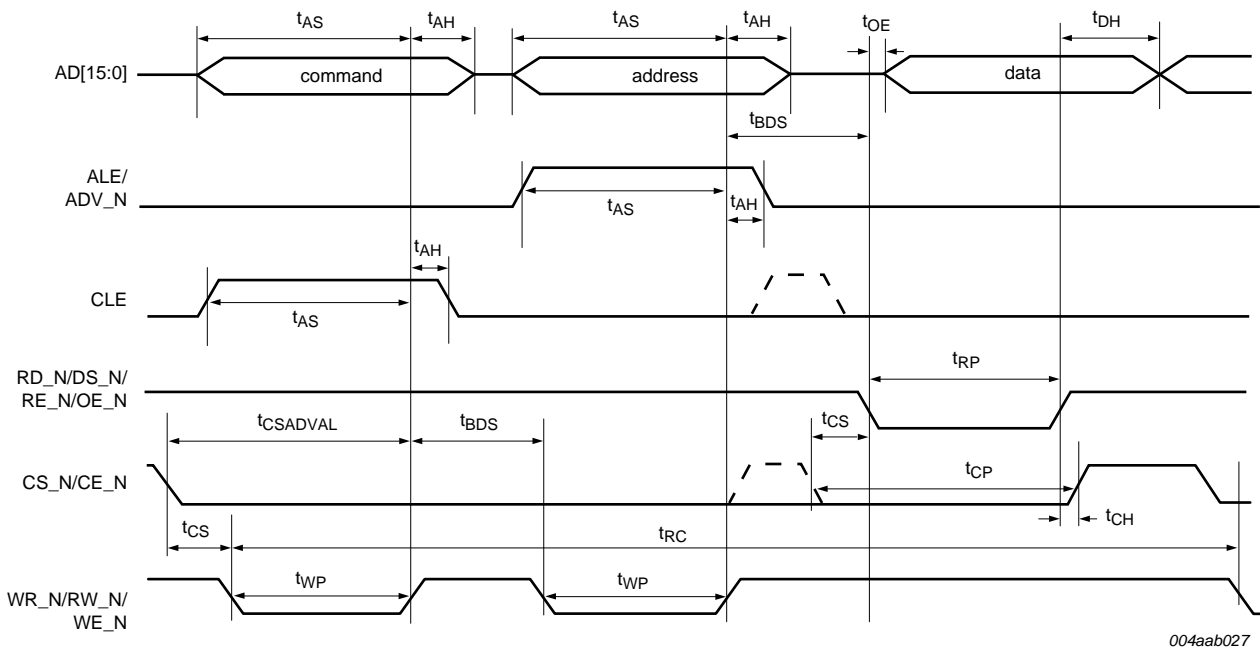 tAS tAH tAS tAH tOE tDH
AD[15:0] command address data
tBDS
ALE/
ADV_N
tAS tAH
tAH
CLE
tAS
RD_N/DS_N/
RE_N/OE_N
tRP
tCSADVAL tBDS tCS
CS_N/CE_N
tCP
tCS tRC tCH
WR_N/RW_N/
WE_N
tWP tWP
004aab027